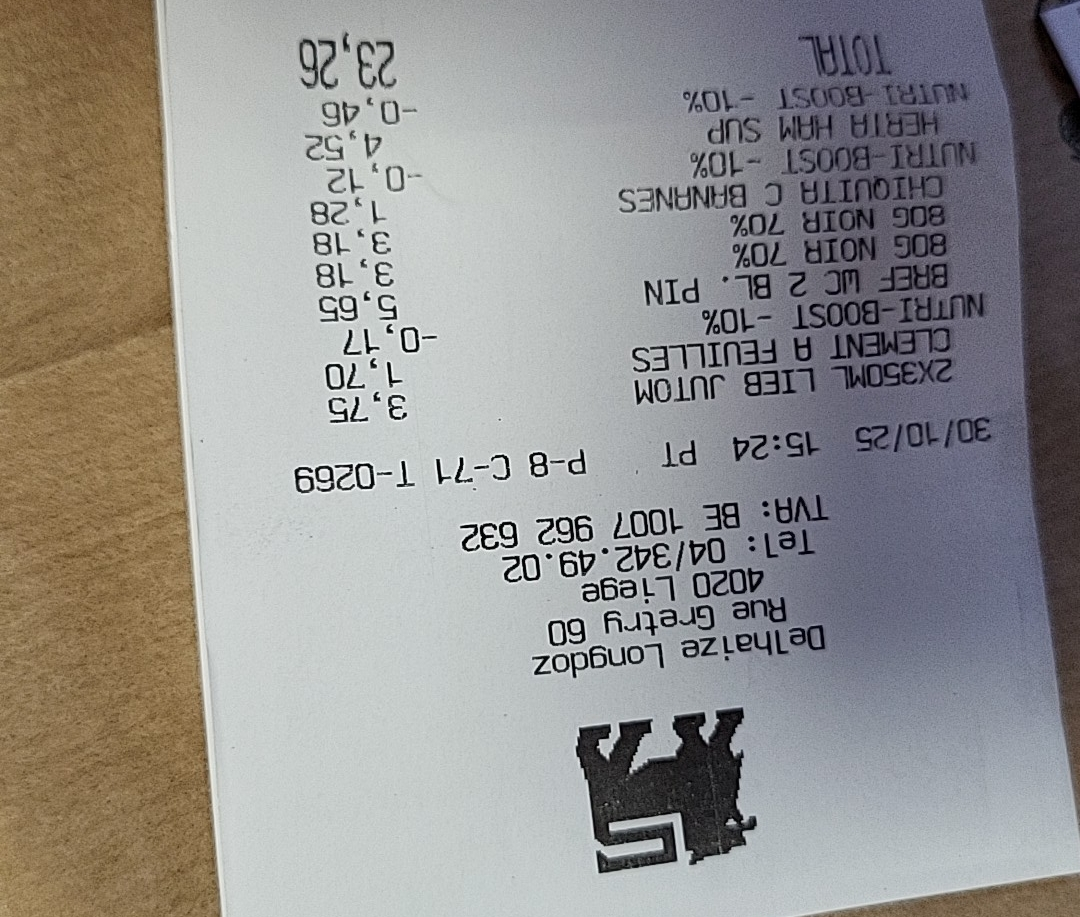 Delhaize Longdoz
Rue Gretry 60
4020 Liege
Tel: 04/342.49.02
TVA: BE 1007 962 632
30/10/25 15:24 PT P-8 C-71 T-0269
2X350ML LIEB JUTOM 3,75
CLEMENT A FEUILLES 1,70
NUTRI-BOOST -10% -0,17
BREF WC 2 BL. PIN 5,65
80G NOIR 70% 3,18
80G NOIR 70% 3,18
CHIQUITA C BANANES 1,28
NUTRI-BOOST -10% -0,12
HERTA HAM SUP 4,52
NUTRI-BOOST -10% -0,46
TOTAL 23,26